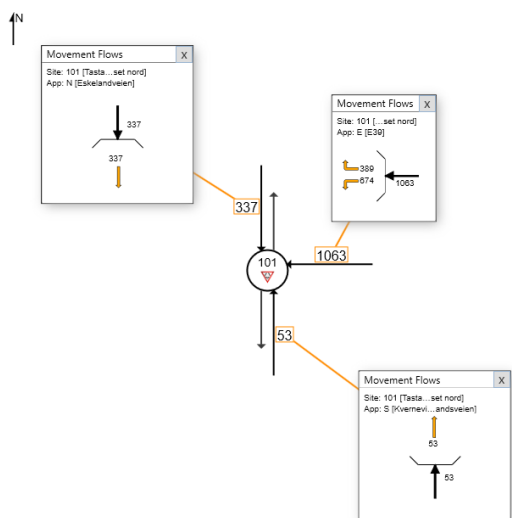 N
Movement Flows X
Site: 101 [Tasta...set nord]
App: N [Eskelandveien]
337
337
Movement Flows X
Site: 101 [...set nord]
App: E [E39]
389
674
1063
337
101
1063
53
Movement Flows X
Site: 101 [Tasta...set nord]
App: S [Kvernevi...andsveien]
53
53